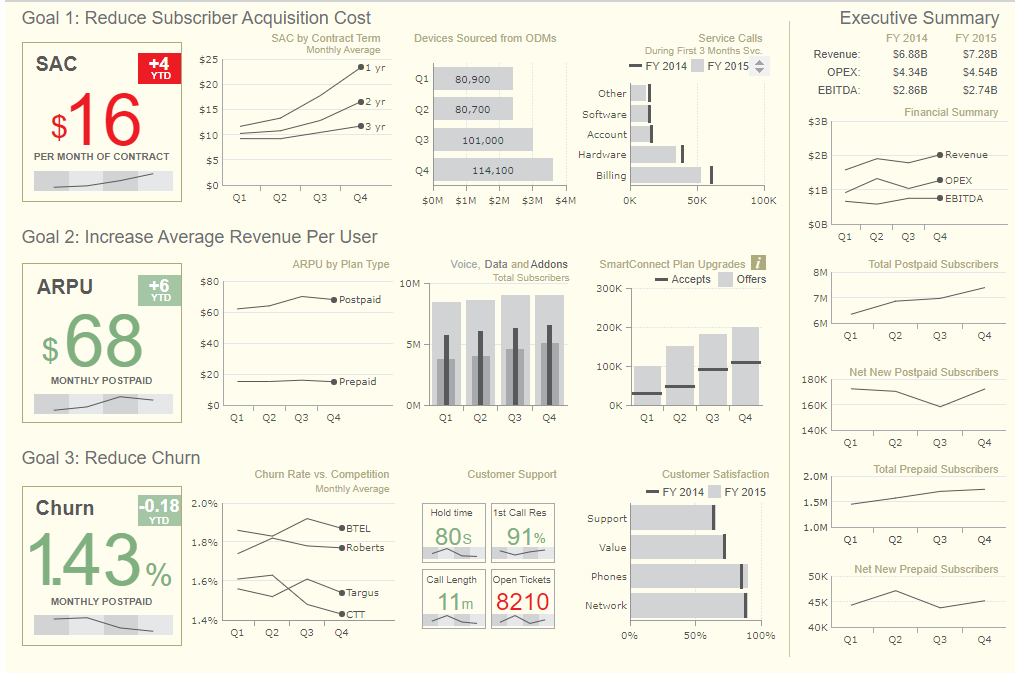 Goal 1: Reduce Subscriber Acquisition Cost
SAC
+4
YTD
$16
PER MONTH OF CONTRACT
SAC by Contract Term
Monthly Average
$25
$20
$15
$10
$5
$0
1 yr
2 yr
3 yr
Q1 Q2 Q3 Q4
Devices Sourced from ODMs
Q1 80,900
Q2 80,700
Q3 101,000
Q4 114,100
$0M $1M $2M $3M $4M
Service Calls
During First 3 Months Svc.
FY 2014 FY 2015
Other
Software
Account
Hardware
Billing
0K 50K 100K
Goal 2: Increase Average Revenue Per User
ARPU
+6
YTD
$68
MONTHLY POSTPAID
ARPU by Plan Type
$80
$60
$40
$20
$0
Postpaid
Prepaid
Q1 Q2 Q3 Q4
Voice, Data and Addons
Total Subscribers
10M
5M
0M
Q1 Q2 Q3 Q4
SmartConnect Plan Upgrades i
Accepts Offers
300K
200K
100K
0K
Q1 Q2 Q3 Q4
Goal 3: Reduce Churn
Churn
-0.18
YTD
1.43%
MONTHLY POSTPAID
Churn Rate vs. Competition
Monthly Average
2.0%
1.8%
1.6%
1.4%
BTEL
Roberts
Targus
CTT
Q1 Q2 Q3 Q4
Customer Support
Hold time
80s
1st Call Res
91%
Call Length
11m
Open Tickets
8210
Customer Satisfaction
FY 2014 FY 2015
Support
Value
Phones
Network
0% 50% 100%
Executive Summary
FY 2014 FY 2015
Revenue: $6.88B $7.28B
OPEX: $4.34B $4.54B
EBITDA: $2.86B $2.74B
Financial Summary
$3B
$2B
$1B
$0B
Revenue
OPEX
EBITDA
Q1 Q2 Q3 Q4
Total Postpaid Subscribers
8M
7M
6M
Q1 Q2 Q3 Q4
Net New Postpaid Subscribers
180K
160K
140K
Q1 Q2 Q3 Q4
Total Prepaid Subscribers
2.0M
1.5M
1.0M
Q1 Q2 Q3 Q4
Net New Prepaid Subscribers
50K
45K
40K
Q1 Q2 Q3 Q4